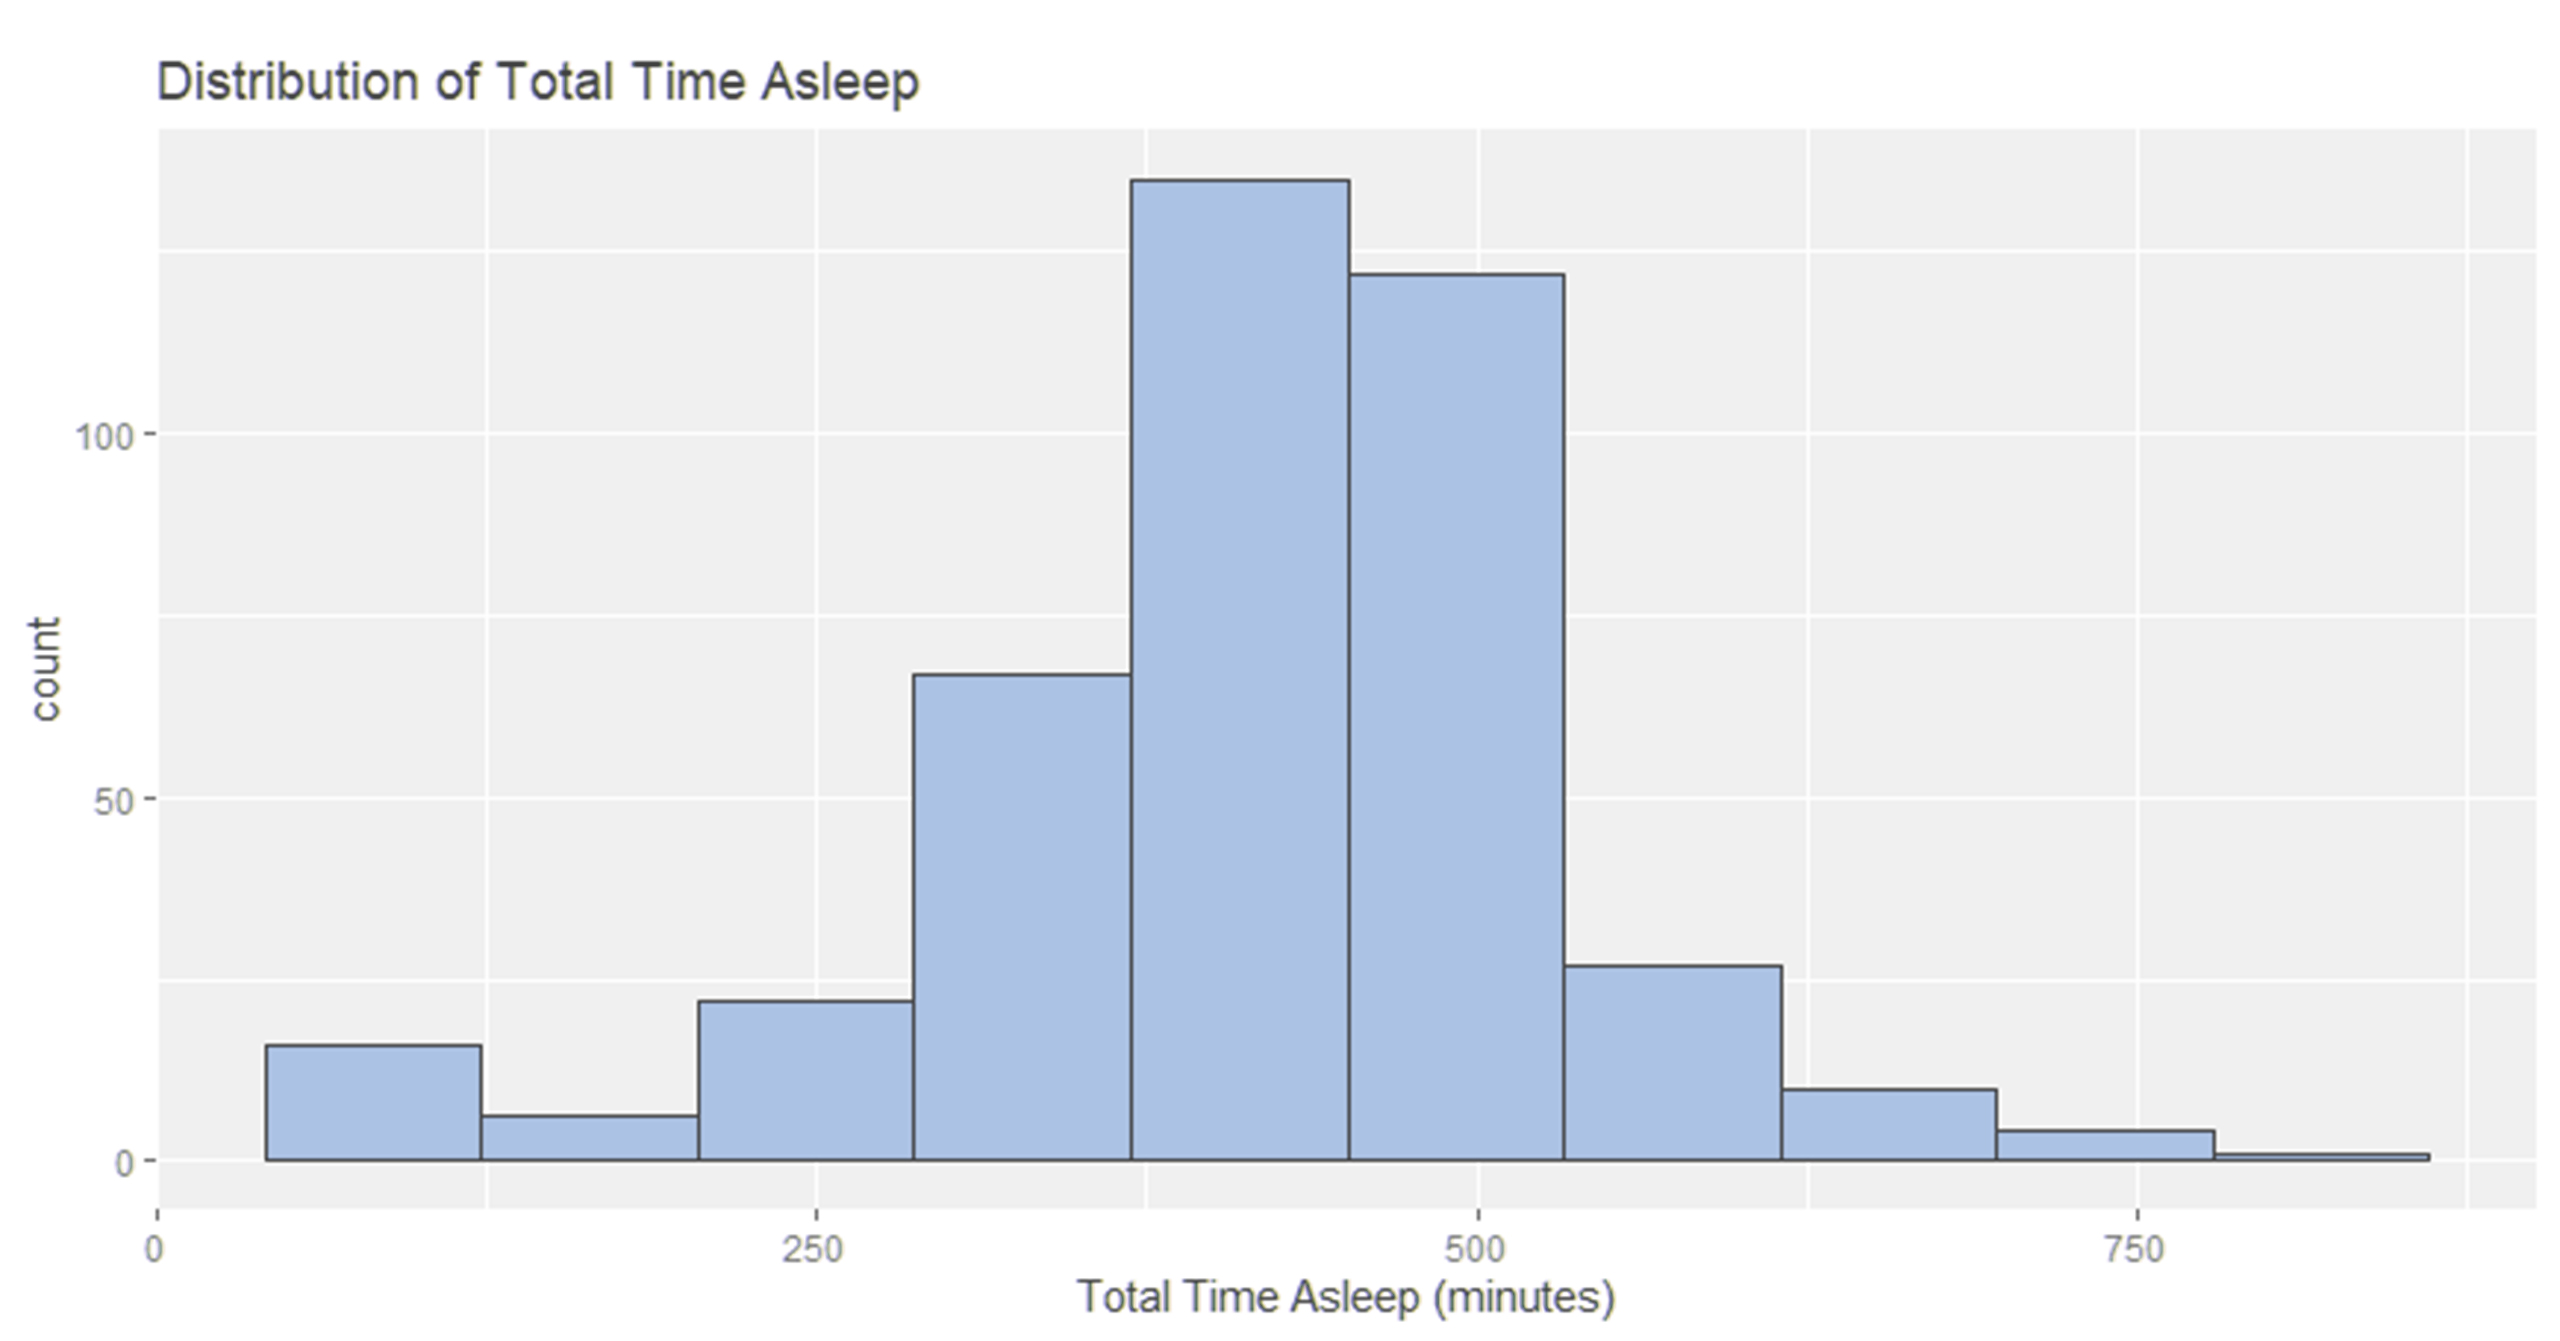 Distribution of Total Time Asleep
100
50
0
count
0 250 500 750
Total Time Asleep (minutes)